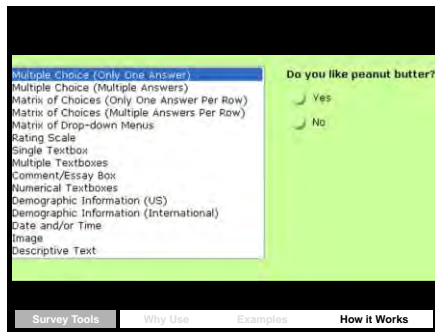 Multiple Choice (Only One Answer)
Multiple Choice (Multiple Answers)
Matrix of Choices (Only One Answer Per Row)
Matrix of Choices (Multiple Answers Per Row)
Matrix of Drop-down Menus
Rating Scale
Single Textbox
Multiple Textboxes
Comment/Essay Box
Numerical Textboxes
Demographic Information (US)
Demographic Information (International)
Date and/or Time
Image
Descriptive Text
Do you like peanut butter?
Yes
No
Survey Tools Why Use Examples How it Works